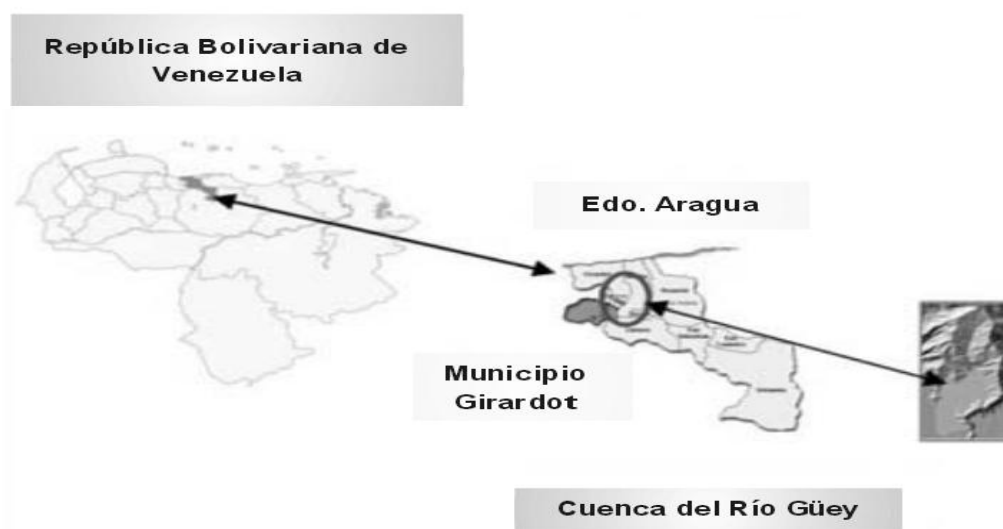 República Bolivariana de
Venezuela
Edo. Aragua
Municipio
Girardot
Cuenca del Río Güey